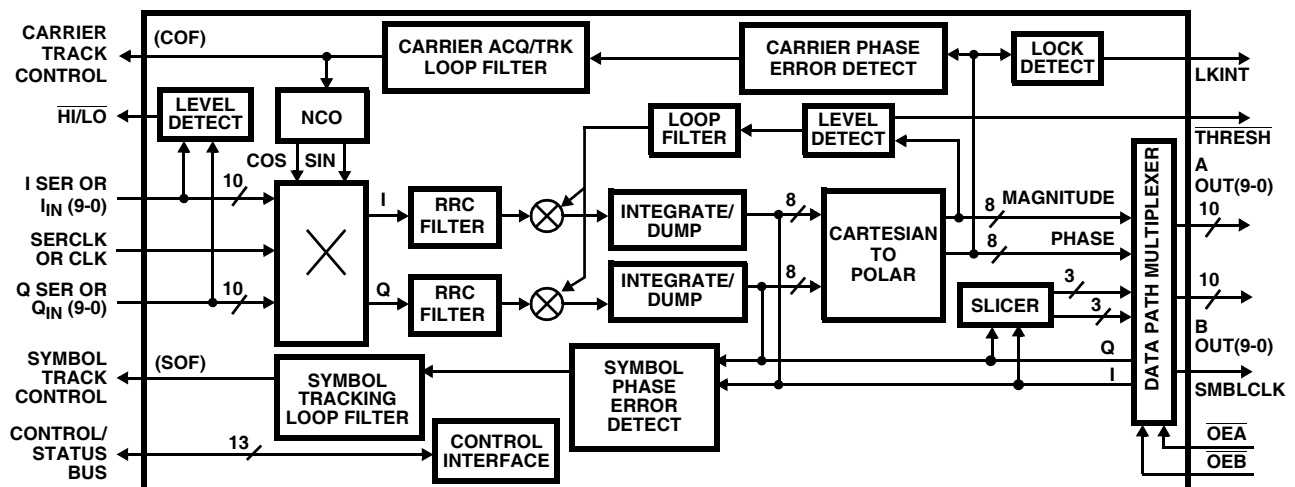 CARRIER
TRACK
CONTROL
(COF)
CARRIER ACQ/TRK
LOOP FILTER
CARRIER PHASE
ERROR DETECT
LOCK
DETECT
LKINT
HI/LO
LEVEL
DETECT
NCO
COS
SIN
LOOP
FILTER
LEVEL
DETECT
THRESH
I SER OR
IIN (9-0)
10
SERCLK
OR CLK
Q SER OR
QIN (9-0)
10
I
Q
RRC
FILTER
RRC
FILTER
INTEGRATE/
DUMP
INTEGRATE/
DUMP
8
8
CARTESIAN
TO
POLAR
8
MAGNITUDE
8
PHASE
SLICER
3
3
Q
I
DATA PATH MULTIPLEXER
A
OUT(9-0)
10
10
B
OUT(9-0)
SMBLCLK
OEA
OEB
SYMBOL
TRACK
CONTROL
(SOF)
SYMBOL
TRACKING
LOOP FILTER
SYMBOL
PHASE
ERROR
DETECT
CONTROL/
STATUS
BUS
13
CONTROL
INTERFACE